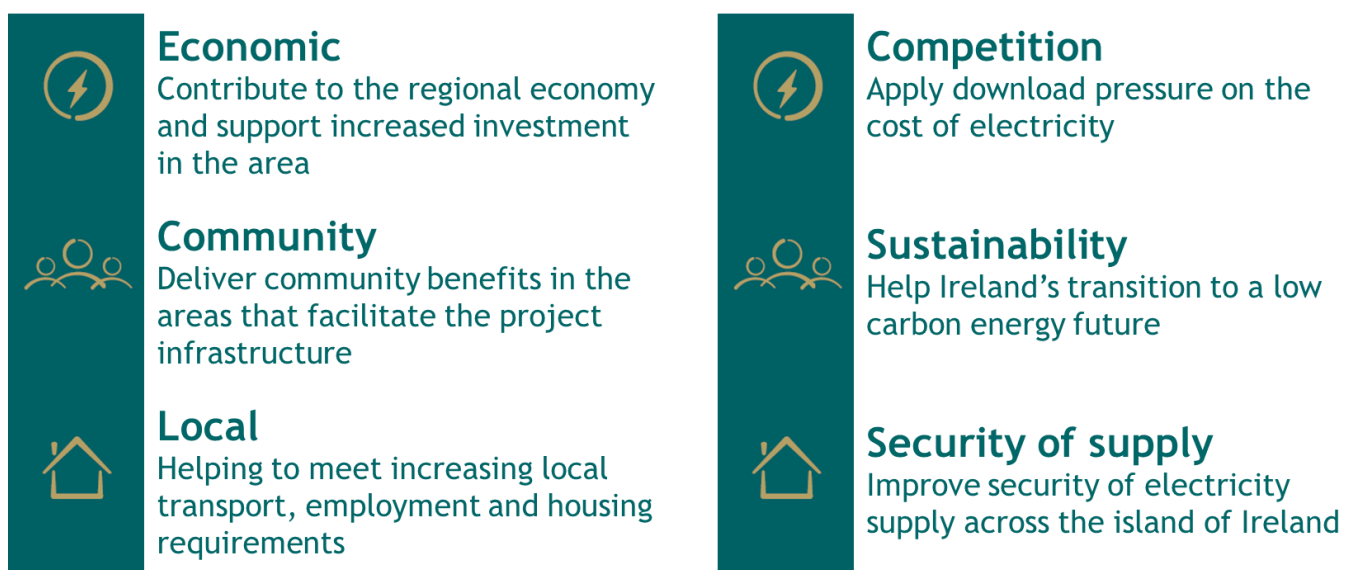 Economic
Contribute to the regional economy
and support increased investment
in the area
Community
Deliver community benefits in the
areas that facilitate the project
infrastructure
Local
Helping to meet increasing local
transport, employment and housing
requirements
Competition
Apply download pressure on the
cost of electricity
Sustainability
Help Ireland’s transition to a low
carbon energy future
Security of supply
Improve security of electricity
supply across the island of Ireland